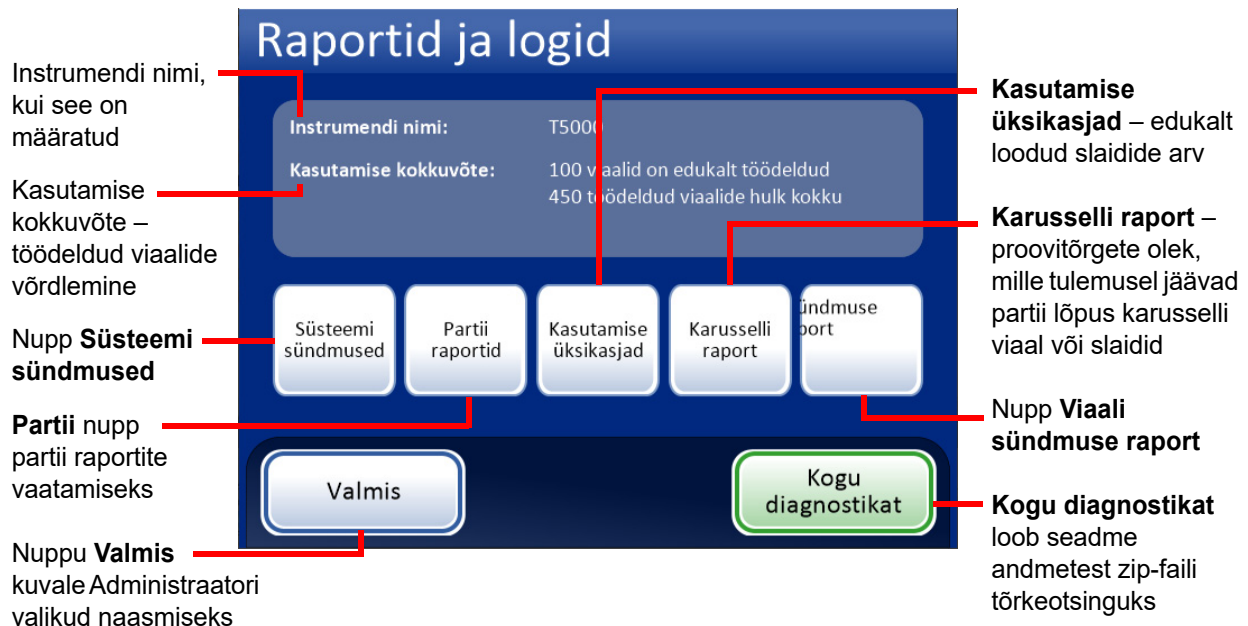 Raportid ja logid
Instrumendi nimi,
kui see on
määratud
Kasutamise
kokkuvõte –
töödeldud viaalide
võrdlemine
Nupp Süsteemi
sündmused
Partii nupp
partii raportite
vaatamiseks
Nuppu Valmis
kuvale Administraatori
valikud naasmiseks
Instrumendi nimi: T5000
Kasutamise kokkuvõte: 100 viaalid on edukalt töödeldud
450 töödeldud viaalide hulk kokku
Süsteemi
sündmused
Partii
raportid
Kasutamise
üksikasjad
Karusselli
raport
ündmuse
port
Valmis
Kogu
diagnostikat
Kasutamise
üksikasjad – edukalt
loodud slaidide arv
Karusselli raport –
proovitõrgete olek,
mille tulemusel jäävad
partii lõpus karusselli
viaal või slaidid
Nupp Viaali
sündmuse raport
Kogu diagnostikat
loob seadme
andmetest zip-faili
tõrkeotsinguks